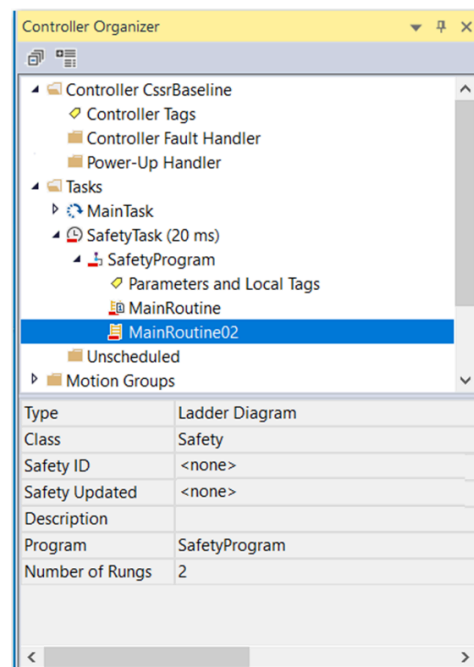 Controller Organizer
Controller CssrBaseline
Controller Tags
Controller Fault Handler
Power-Up Handler
Tasks
MainTask
SafetyTask (20 ms)
SafetyProgram
Parameters and Local Tags
MainRoutine
MainRoutine02
Unscheduled
Motion Groups
Type Ladder Diagram
Class Safety
Safety ID <none>
Safety Updated <none>
Description
Program SafetyProgram
Number of Rungs 2